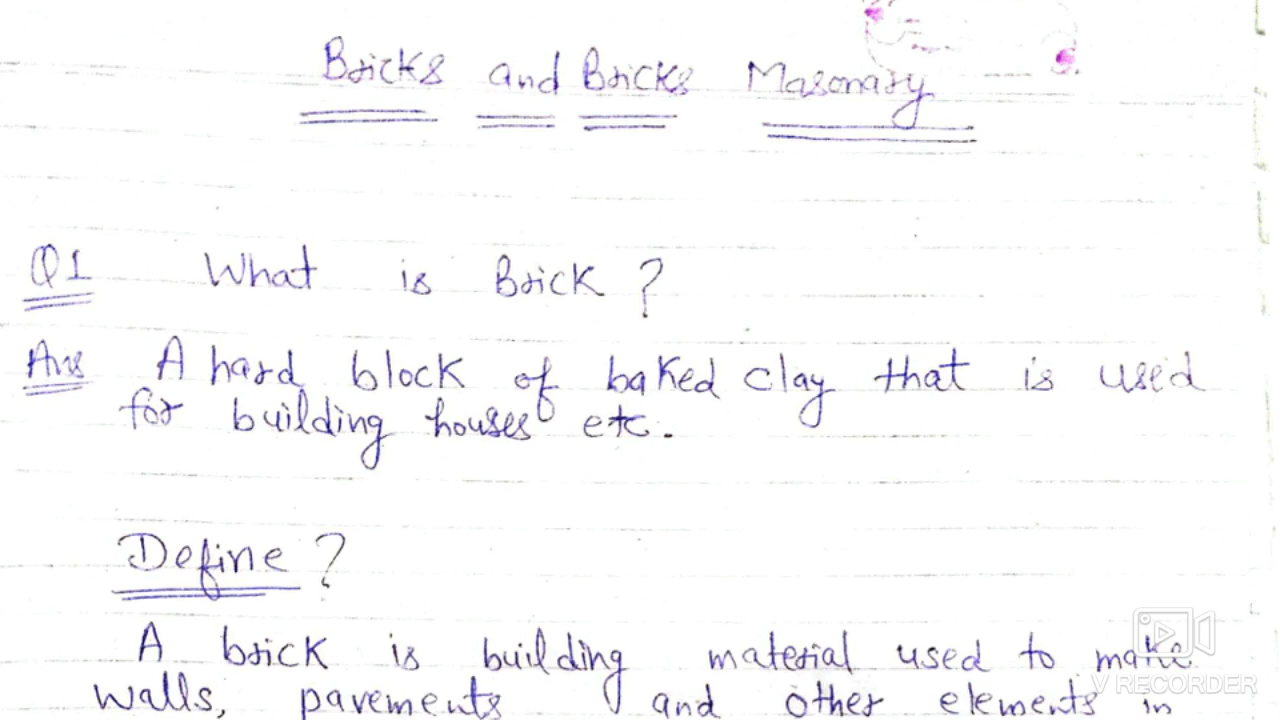 Bricks and Bricks Masonary
Q1 What is Brick ?
Ans A hard block of baked clay that is used
for building houses etc.
Define ?
A brick is building material used to make
walls, pavements and other elements in
V RECORDER